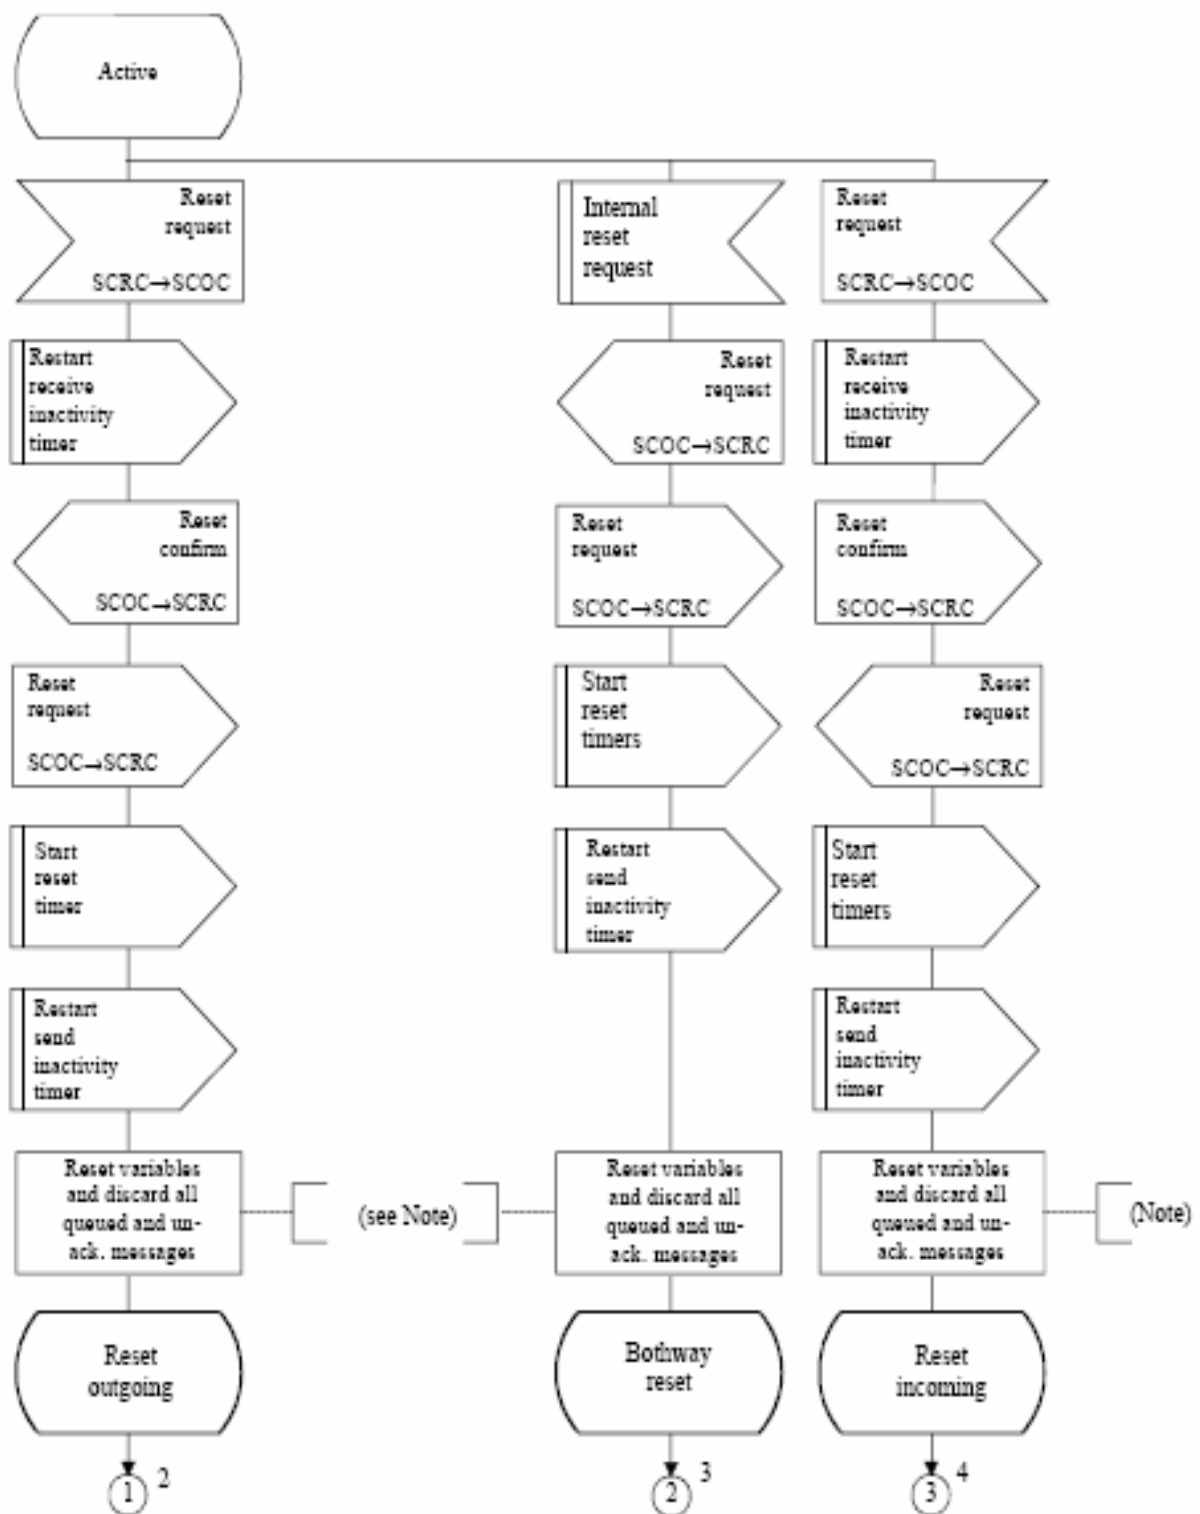 Active
Reset
request
SCRC→SCOC
Restart
receive
inactivity
timer
Reset
confirm
SCOC→SCRC
Reset
request
SCOC→SCRC
Start
reset
timer
Restart
send
inactivity
timer
Reset variables
and discard all
queued and un-
ack. messages
(see Note)
Reset
outgoing
1
2
Internal
reset
request
Reset
request
SCOC→SCRC
Reset
request
SCOC→SCRC
Start
reset
timers
Restart
send
inactivity
timer
Reset variables
and discard all
queued and un-
ack. messages
Bothway
reset
2
3
Reset
request
SCRC→SCOC
Restart
receive
inactivity
timer
Reset
confirm
SCOC→SCRC
Reset
request
SCOC→SCRC
Start
reset
timers
Restart
send
inactivity
timer
Reset variables
and discard all
queued and un-
ack. messages
(Note)
Reset
incoming
3
4